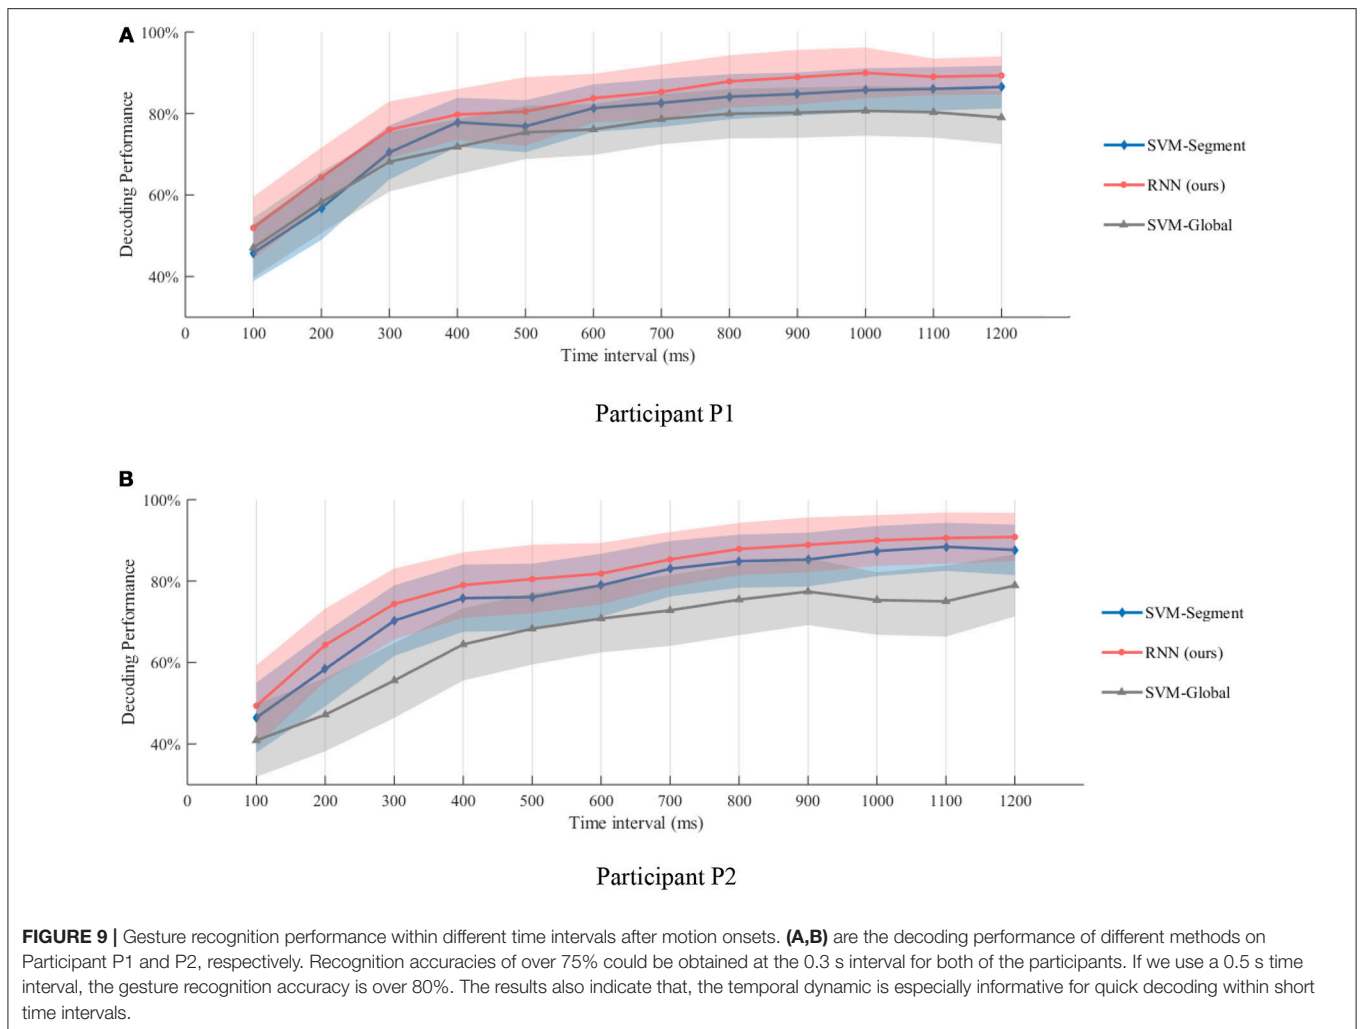 A
100%
80%
60%
40%
Decoding Performance
0 100 200 300 400 500 600 700 800 900 1000 1100 1200
Time interval (ms)
SVM-Segment
RNN (ours)
SVM-Global
Participant P1
B
100%
80%
60%
40%
Decoding Performance
0 100 200 300 400 500 600 700 800 900 1000 1100 1200
Time interval (ms)
SVM-Segment
RNN (ours)
SVM-Global
Participant P2
FIGURE 9 | Gesture recognition performance within different time intervals after motion onsets. (A,B) are the decoding performance of different methods on
Participant P1 and P2, respectively. Recognition accuracies of over 75% could be obtained at the 0.3 s interval for both of the participants. If we use a 0.5 s time
interval, the gesture recognition accuracy is over 80%. The results also indicate that, the temporal dynamic is especially informative for quick decoding within short
time intervals.